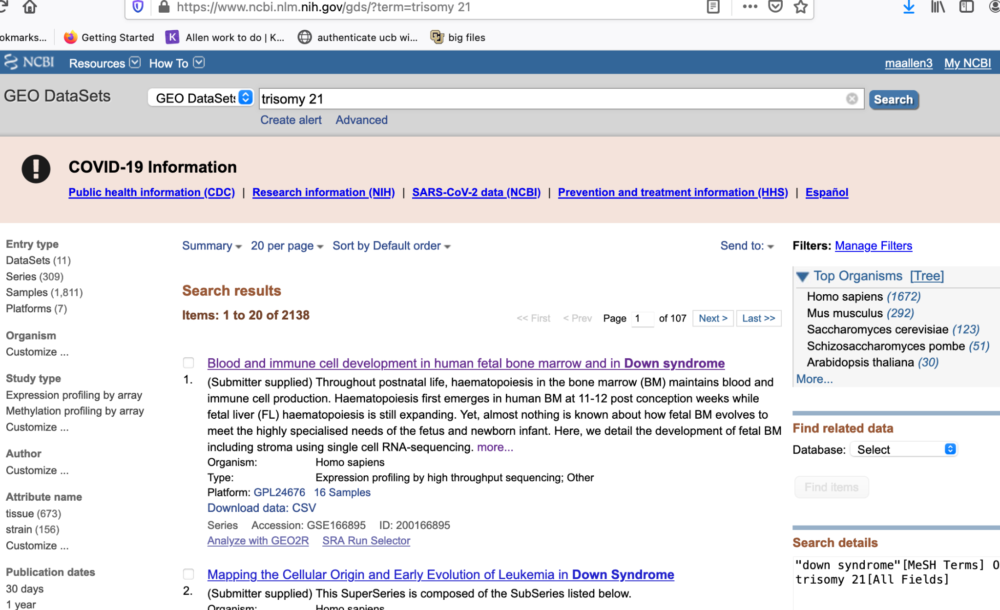 https://www.ncbi.nlm.nih.gov/gds/?term=trisomy 21
okmarks...
Getting Started
Allen work to do | K...
authenticate ucb wi...
big files
NCBI Resources How To
maallen3 My NCBI
GEO DataSets
GEO DataSets
trisomy 21
Search
Create alert Advanced
COVID-19 Information
Public health information (CDC) | Research information (NIH) | SARS-CoV-2 data (NCBI) | Prevention and treatment information (HHS) | Español
Entry type
DataSets (11)
Series (309)
Samples (1,811)
Platforms (7)
Organism
Customize ...
Study type
Expression profiling by array
Methylation profiling by array
Customize ...
Author
Customize ...
Attribute name
tissue (673)
strain (156)
Customize ...
Publication dates
30 days
1 year
Summary 20 per page Sort by Default order
Send to:
Search results
Items: 1 to 20 of 2138
<< First < Prev Page 1 of 107 Next > Last >>
Blood and immune cell development in human fetal bone marrow and in Down syndrome
1. (Submitter supplied) Throughout postnatal life, haematopoiesis in the bone marrow (BM) maintains blood and
immune cell production. Haematopoiesis first emerges in human BM at 11-12 post conception weeks while
fetal liver (FL) haematopoiesis is still expanding. Yet, almost nothing is known about how fetal BM evolves to
meet the highly specialised needs of the fetus and newborn infant. Here, we detail the development of fetal BM
including stroma using single cell RNA-sequencing. more...
Organism: Homo sapiens
Type: Expression profiling by high throughput sequencing; Other
Platform: GPL24676 16 Samples
Download data: CSV
Series Accession: GSE166895 ID: 200166895
Analyze with GEO2R SRA Run Selector
Mapping the Cellular Origin and Early Evolution of Leukemia in Down Syndrome
2. (Submitter supplied) This SuperSeries is composed of the SubSeries listed below.
Organism: Homo sapiens
Filters: Manage Filters
Top Organisms [Tree]
Homo sapiens (1672)
Mus musculus (292)
Saccharomyces cerevisiae (123)
Schizosaccharomyces pombe (51)
Arabidopsis thaliana (30)
More...
Find related data
Database: Select
Find items
Search details
"down syndrome"[MeSH Terms] O
trisomy 21[All Fields]